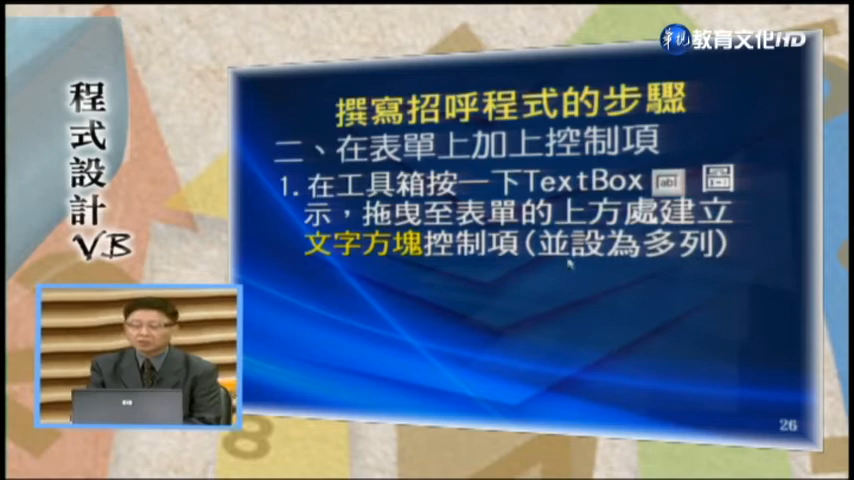 華視教育文化HD
程式設計
VB
撰寫招呼程式的步驟
二、在表單上加上控制項
1. 在工具箱按一下TextBox abl 圖
示，拖曳至表單的上方處建立
文字方塊控制項(並設為多列)
26
hp
8